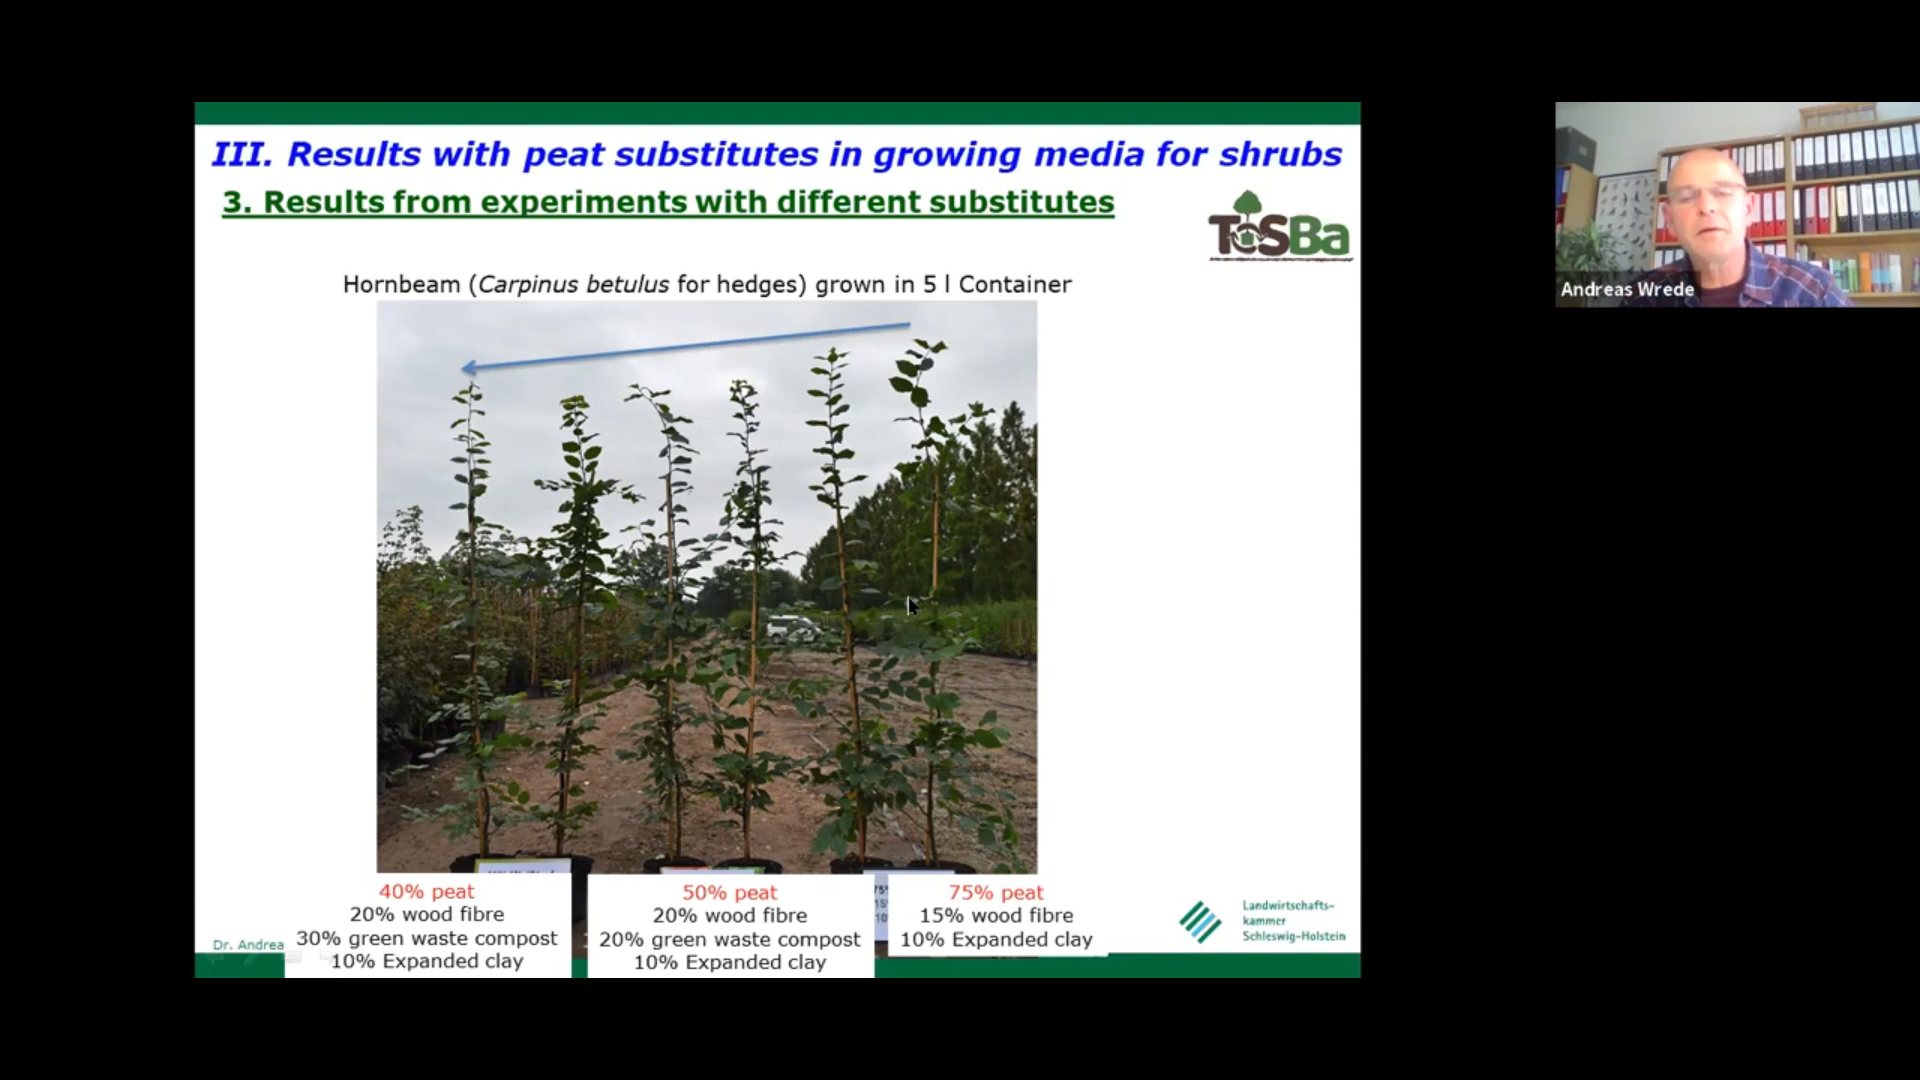 III. Results with peat substitutes in growing media for shrubs
3. Results from experiments with different substitutes
TeSBa
Hornbeam (Carpinus betulus for hedges) grown in 5 l Container
Andreas Wrede
40% peat
20% wood fibre
30% green waste compost
10% Expanded clay
50% peat
20% wood fibre
20% green waste compost
10% Expanded clay
75% peat
15% wood fibre
10% Expanded clay
Dr. Andrea
Landwirtschafts-
kammer
Schleswig-Holstein